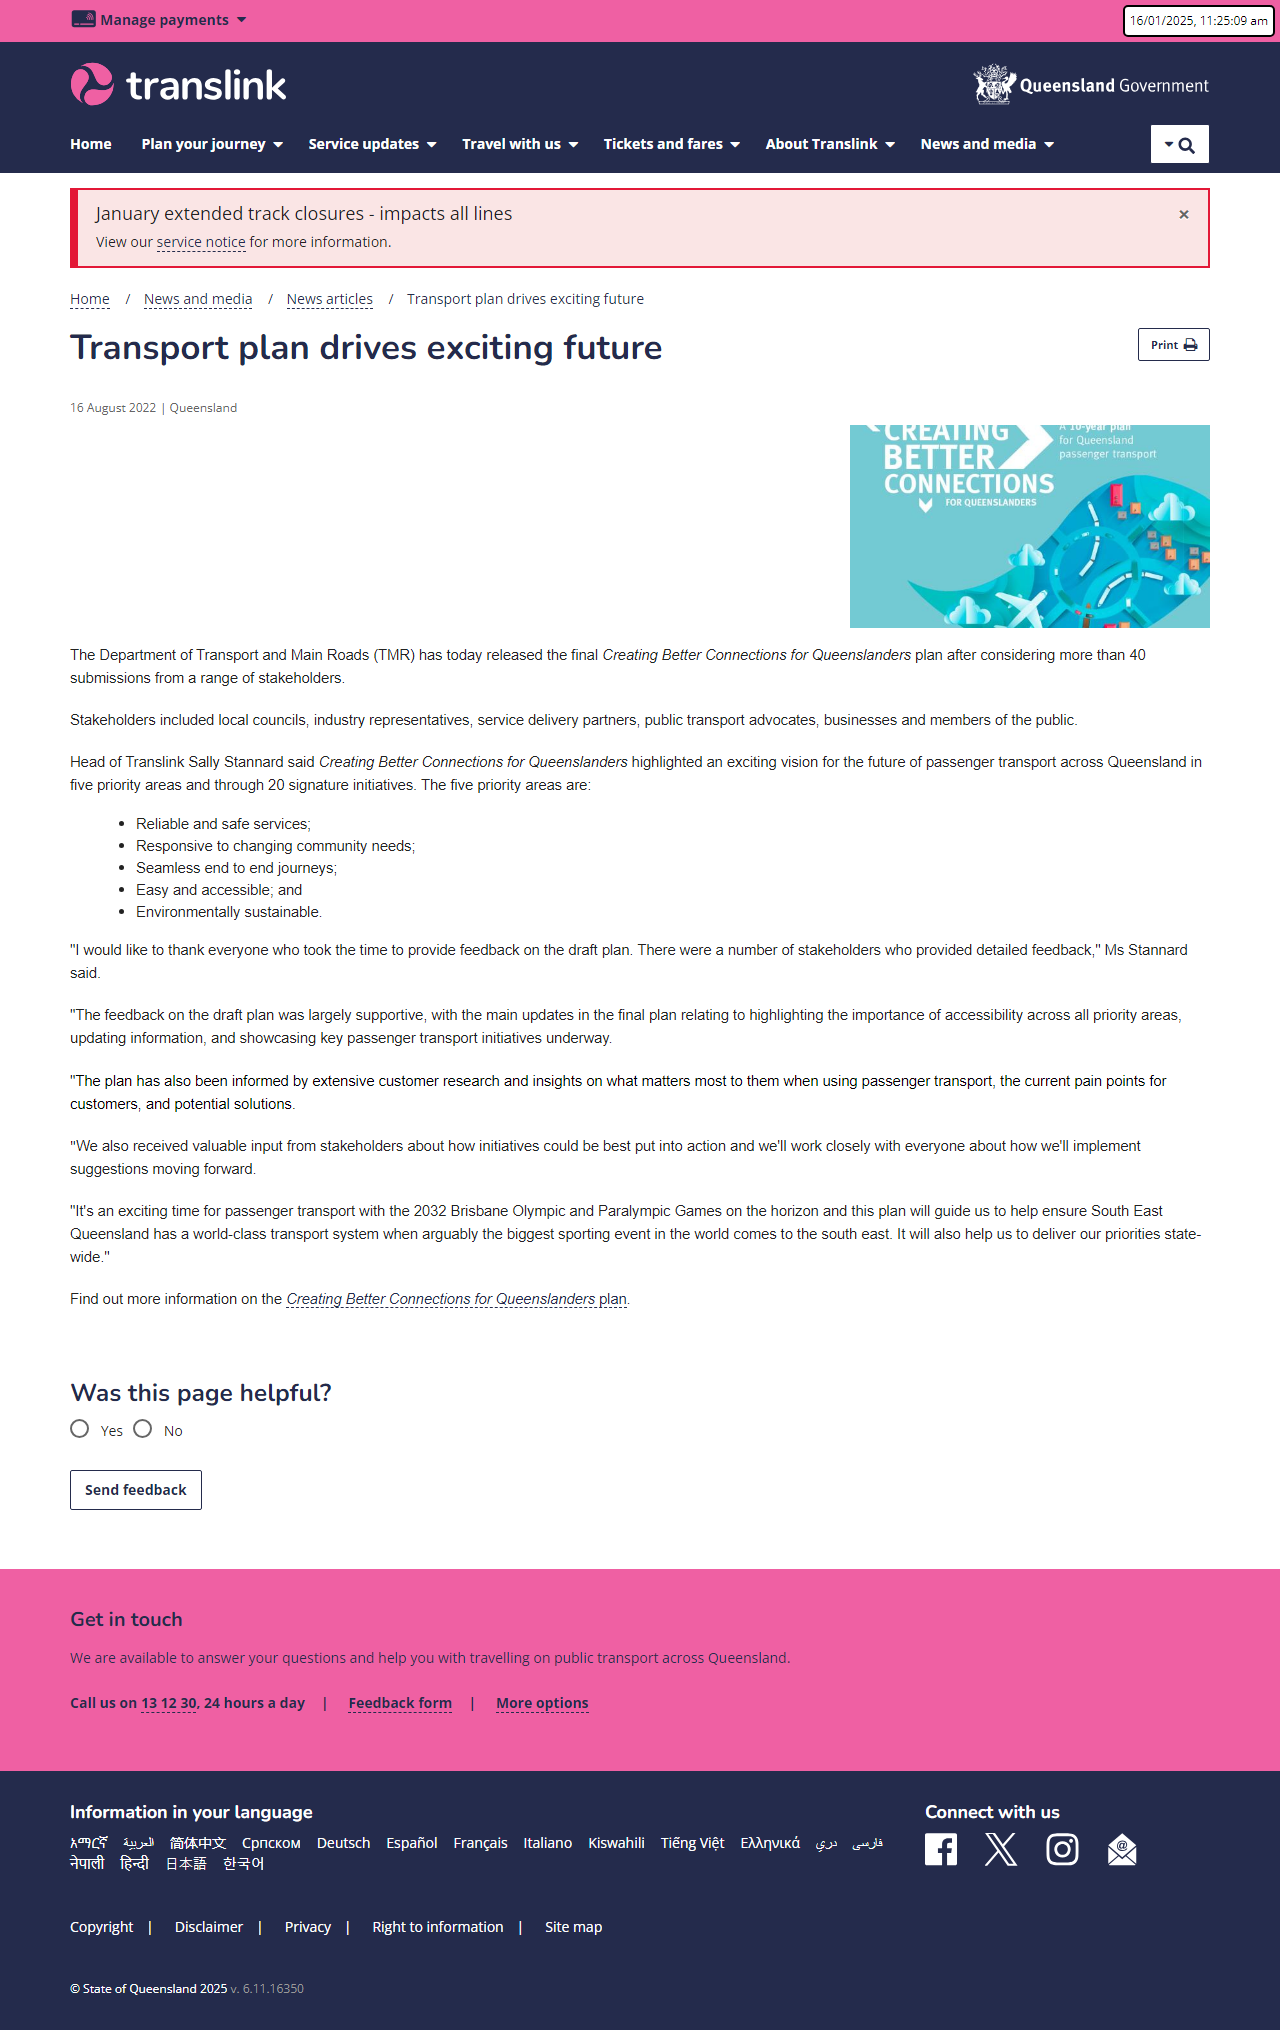 Manage payments
16/01/2025, 11:25:09 am
translink
Queensland Government
Home Plan your journey Service updates Travel with us Tickets and fares About Translink News and media
January extended track closures - impacts all lines ×
View our service notice for more information.
Home / News and media / News articles / Transport plan drives exciting future
Transport plan drives exciting future
Print
16 August 2022 | Queensland
CREATING
BETTER
CONNECTIONS
FOR QUEENSLANDERS
A 10-year plan
for Queensland
passenger transport
The Department of Transport and Main Roads (TMR) has today released the final Creating Better Connections for Queenslanders plan after considering more than 40
submissions from a range of stakeholders.
Stakeholders included local councils, industry representatives, service delivery partners, public transport advocates, businesses and members of the public.
Head of Translink Sally Stannard said Creating Better Connections for Queenslanders highlighted an exciting vision for the future of passenger transport across Queensland in
five priority areas and through 20 signature initiatives. The five priority areas are:
• Reliable and safe services;
• Responsive to changing community needs;
• Seamless end to end journeys;
• Easy and accessible; and
• Environmentally sustainable.
"I would like to thank everyone who took the time to provide feedback on the draft plan. There were a number of stakeholders who provided detailed feedback," Ms Stannard
said.
"The feedback on the draft plan was largely supportive, with the main updates in the final plan relating to highlighting the importance of accessibility across all priority areas,
updating information, and showcasing key passenger transport initiatives underway.
"The plan has also been informed by extensive customer research and insights on what matters most to them when using passenger transport, the current pain points for
customers, and potential solutions.
"We also received valuable input from stakeholders about how initiatives could be best put into action and we'll work closely with everyone about how we'll implement
suggestions moving forward.
"It's an exciting time for passenger transport with the 2032 Brisbane Olympic and Paralympic Games on the horizon and this plan will guide us to help ensure South East
Queensland has a world-class transport system when arguably the biggest sporting event in the world comes to the south east. It will also help us to deliver our priorities state-
wide."
Find out more information on the Creating Better Connections for Queenslanders plan.
Was this page helpful?
Yes No
Send feedback
Get in touch
We are available to answer your questions and help you with travelling on public transport across Queensland.
Call us on 13 12 30, 24 hours a day | Feedback form | More options
Information in your language
አማርኛ العربية 简体中文 Српском Deutsch Español Français Italiano Kiswahili Tiếng Việt Ελληνικά دری فارسی
नेपाली हिन्दी 日本語 한국어
Connect with us
Copyright | Disclaimer | Privacy | Right to information | Site map
© State of Queensland 2025 v. 6.11.16350